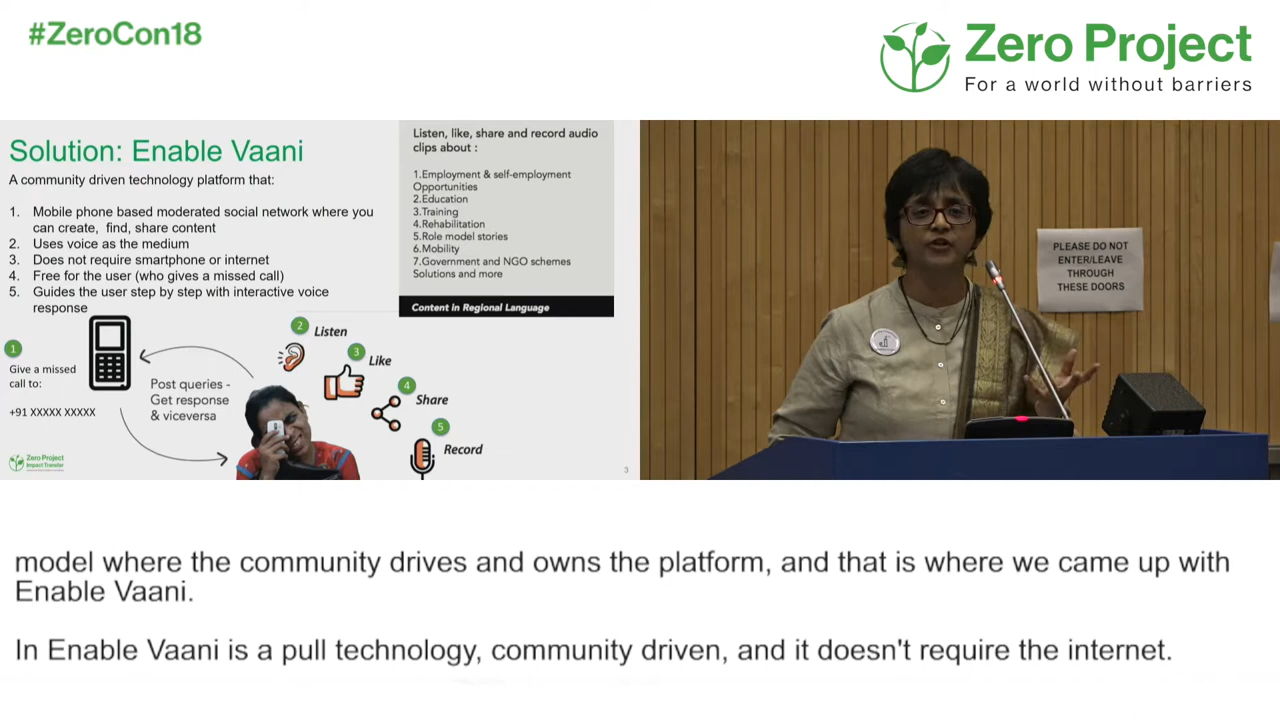 #ZeroCon18
Zero Project
For a world without barriers
Solution: Enable Vaani
A community driven technology platform that:
1. Mobile phone based moderated social network where you
can create, find, share content
2. Uses voice as the medium
3. Does not require smartphone or internet
4. Free for the user (who gives a missed call)
5. Guides the user step by step with interactive voice
response
Listen, like, share and record audio
clips about :
1.Employment & self-employment
Opportunities
2.Education
3.Training
4.Rehabilitation
5.Role model stories
6.Mobility
7.Government and NGO schemes
Solutions and more
Content in Regional Language
1
Give a missed
call to:
+91 XXXXX XXXXX
Post queries -
Get response
& viceversa
2 Listen
3 Like
4 Share
5 Record
Zero Project
Impact Transfer
3
PLEASE DO NOT
ENTER/LEAVE
THROUGH
THESE DOORS
model where the community drives and owns the platform, and that is where we came up with
Enable Vaani.
In Enable Vaani is a pull technology, community driven, and it doesn't require the internet.